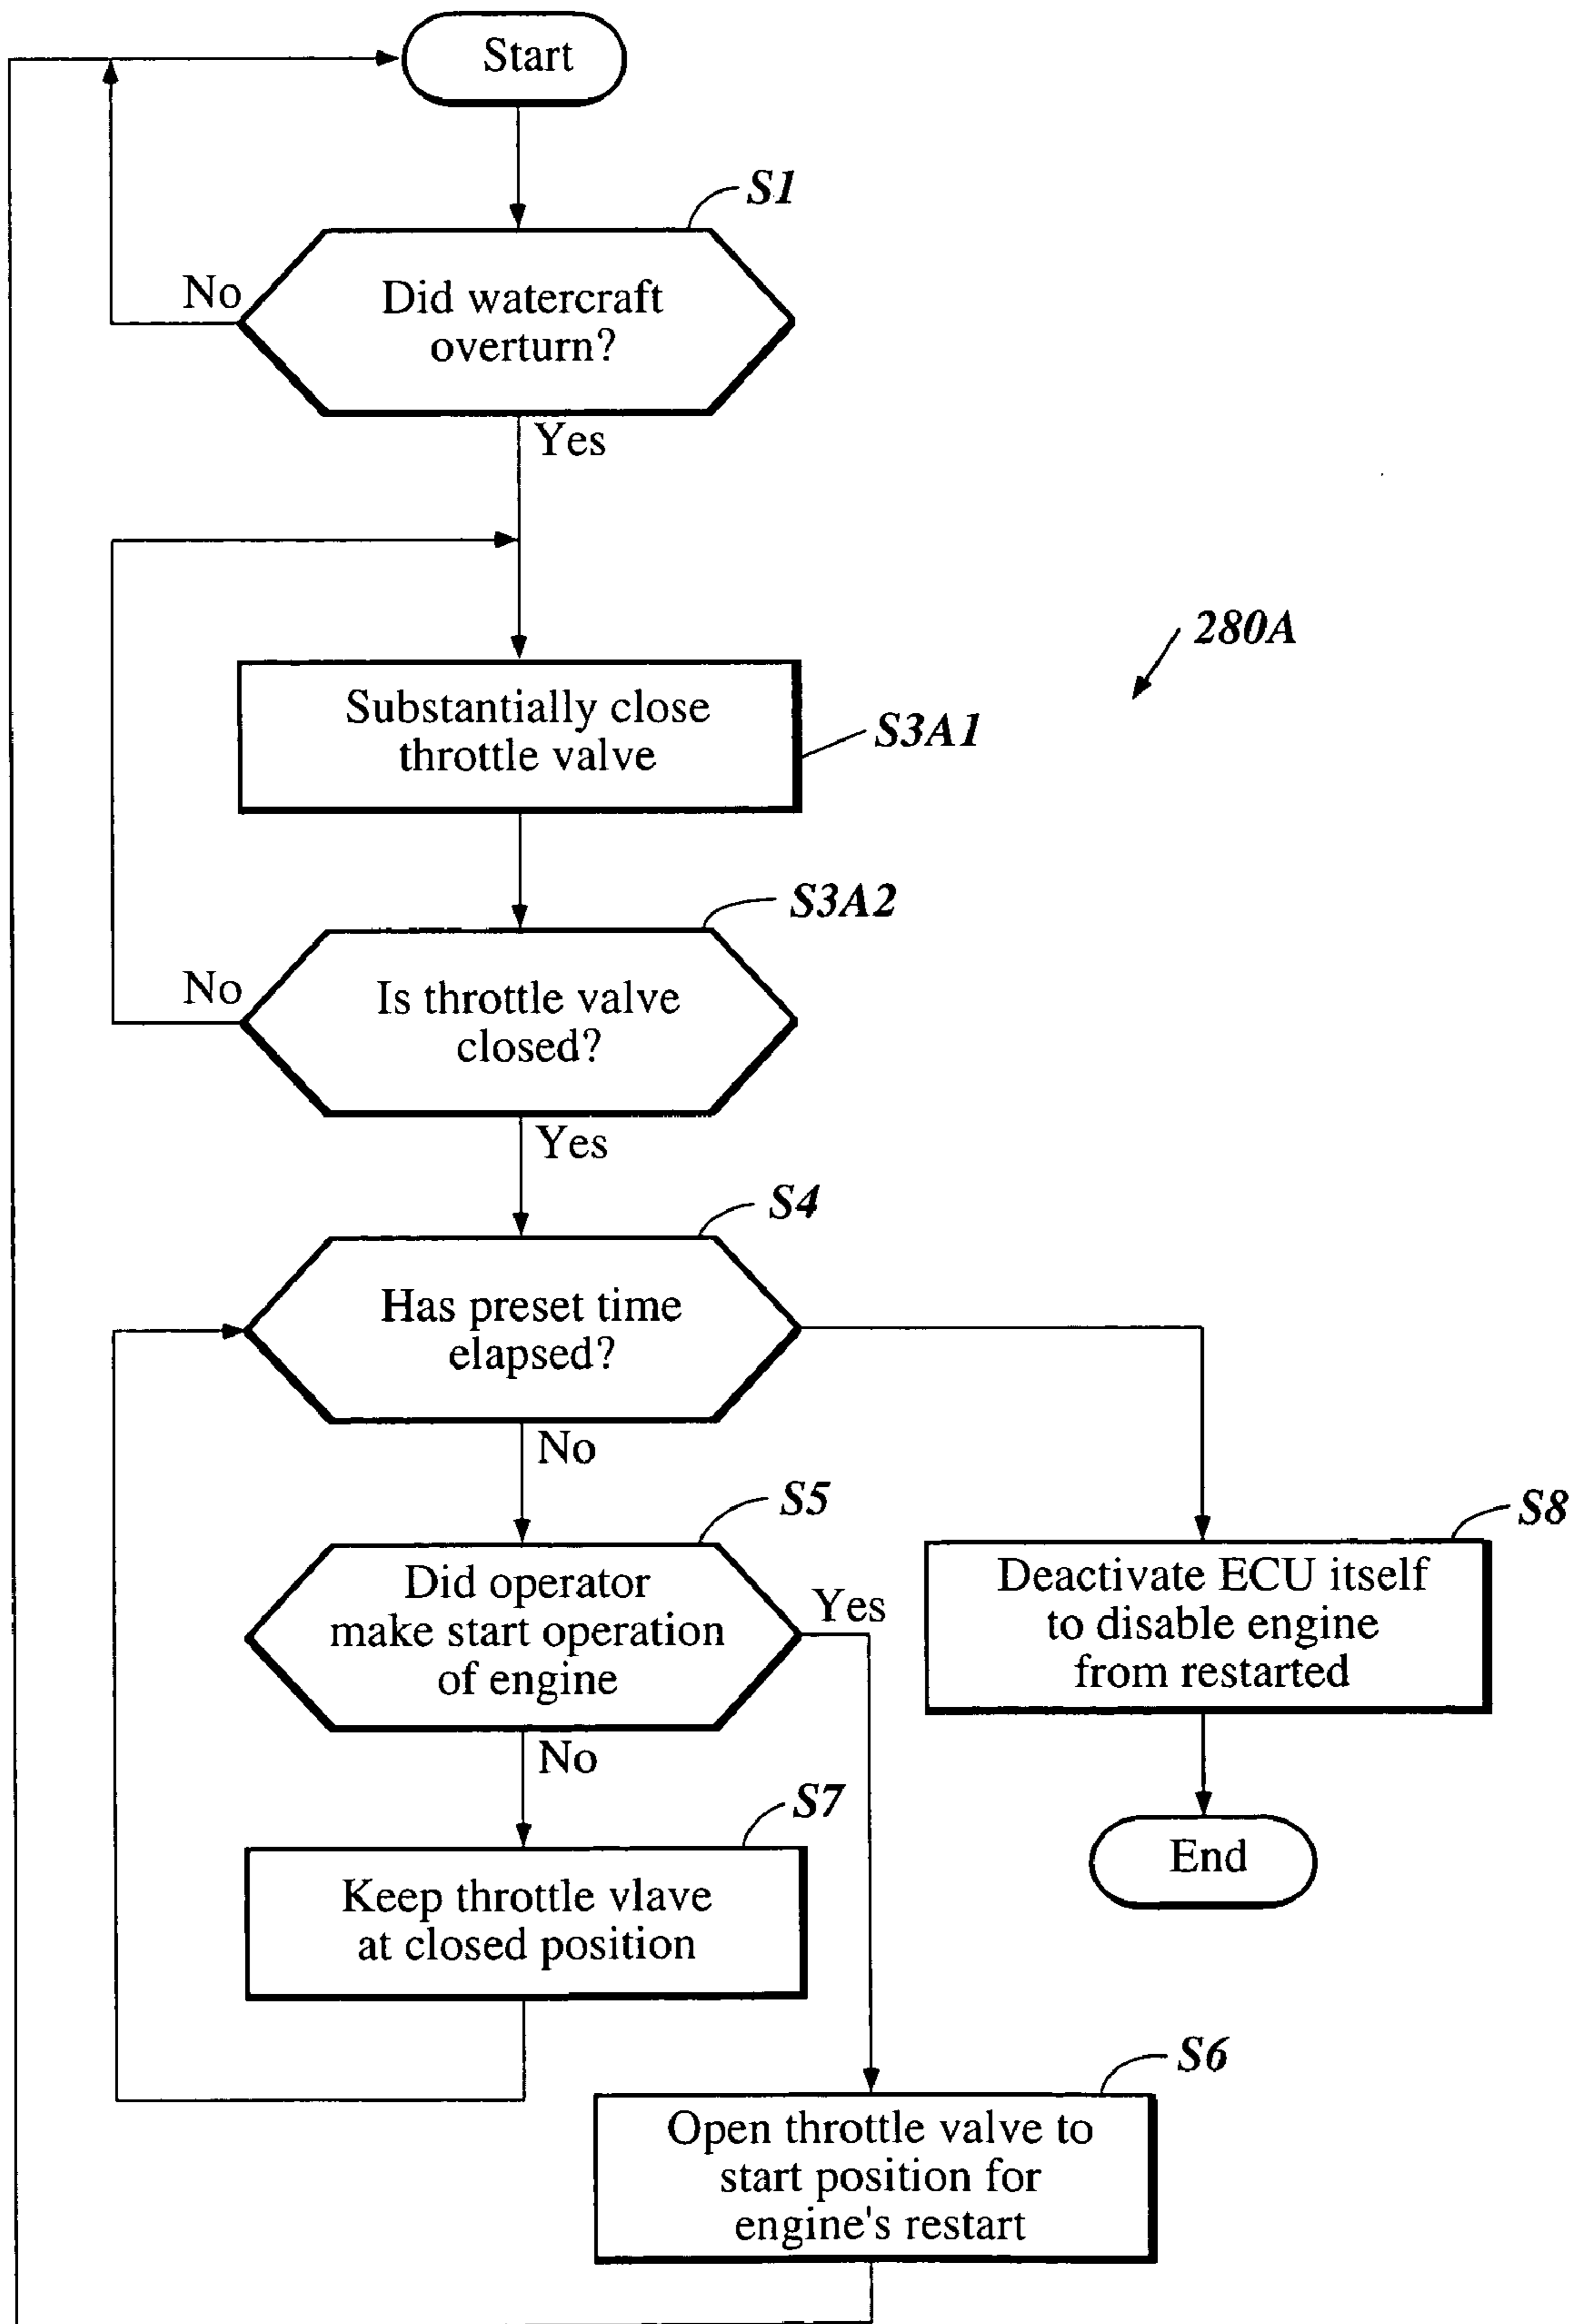 Start
S1
No
Did watercraft
overturn?
Yes
280A
Substantially close
throttle valve
S3A1
S3A2
No
Is throttle valve
closed?
Yes
S4
Has preset time
elapsed?
No
S5
S8
Did operator
make start operation
of engine
Yes
Deactivate ECU itself
to disable engine
from restarted
No
S7
Keep throttle vlave
at closed position
End
S6
Open throttle valve to
start position for
engine's restart